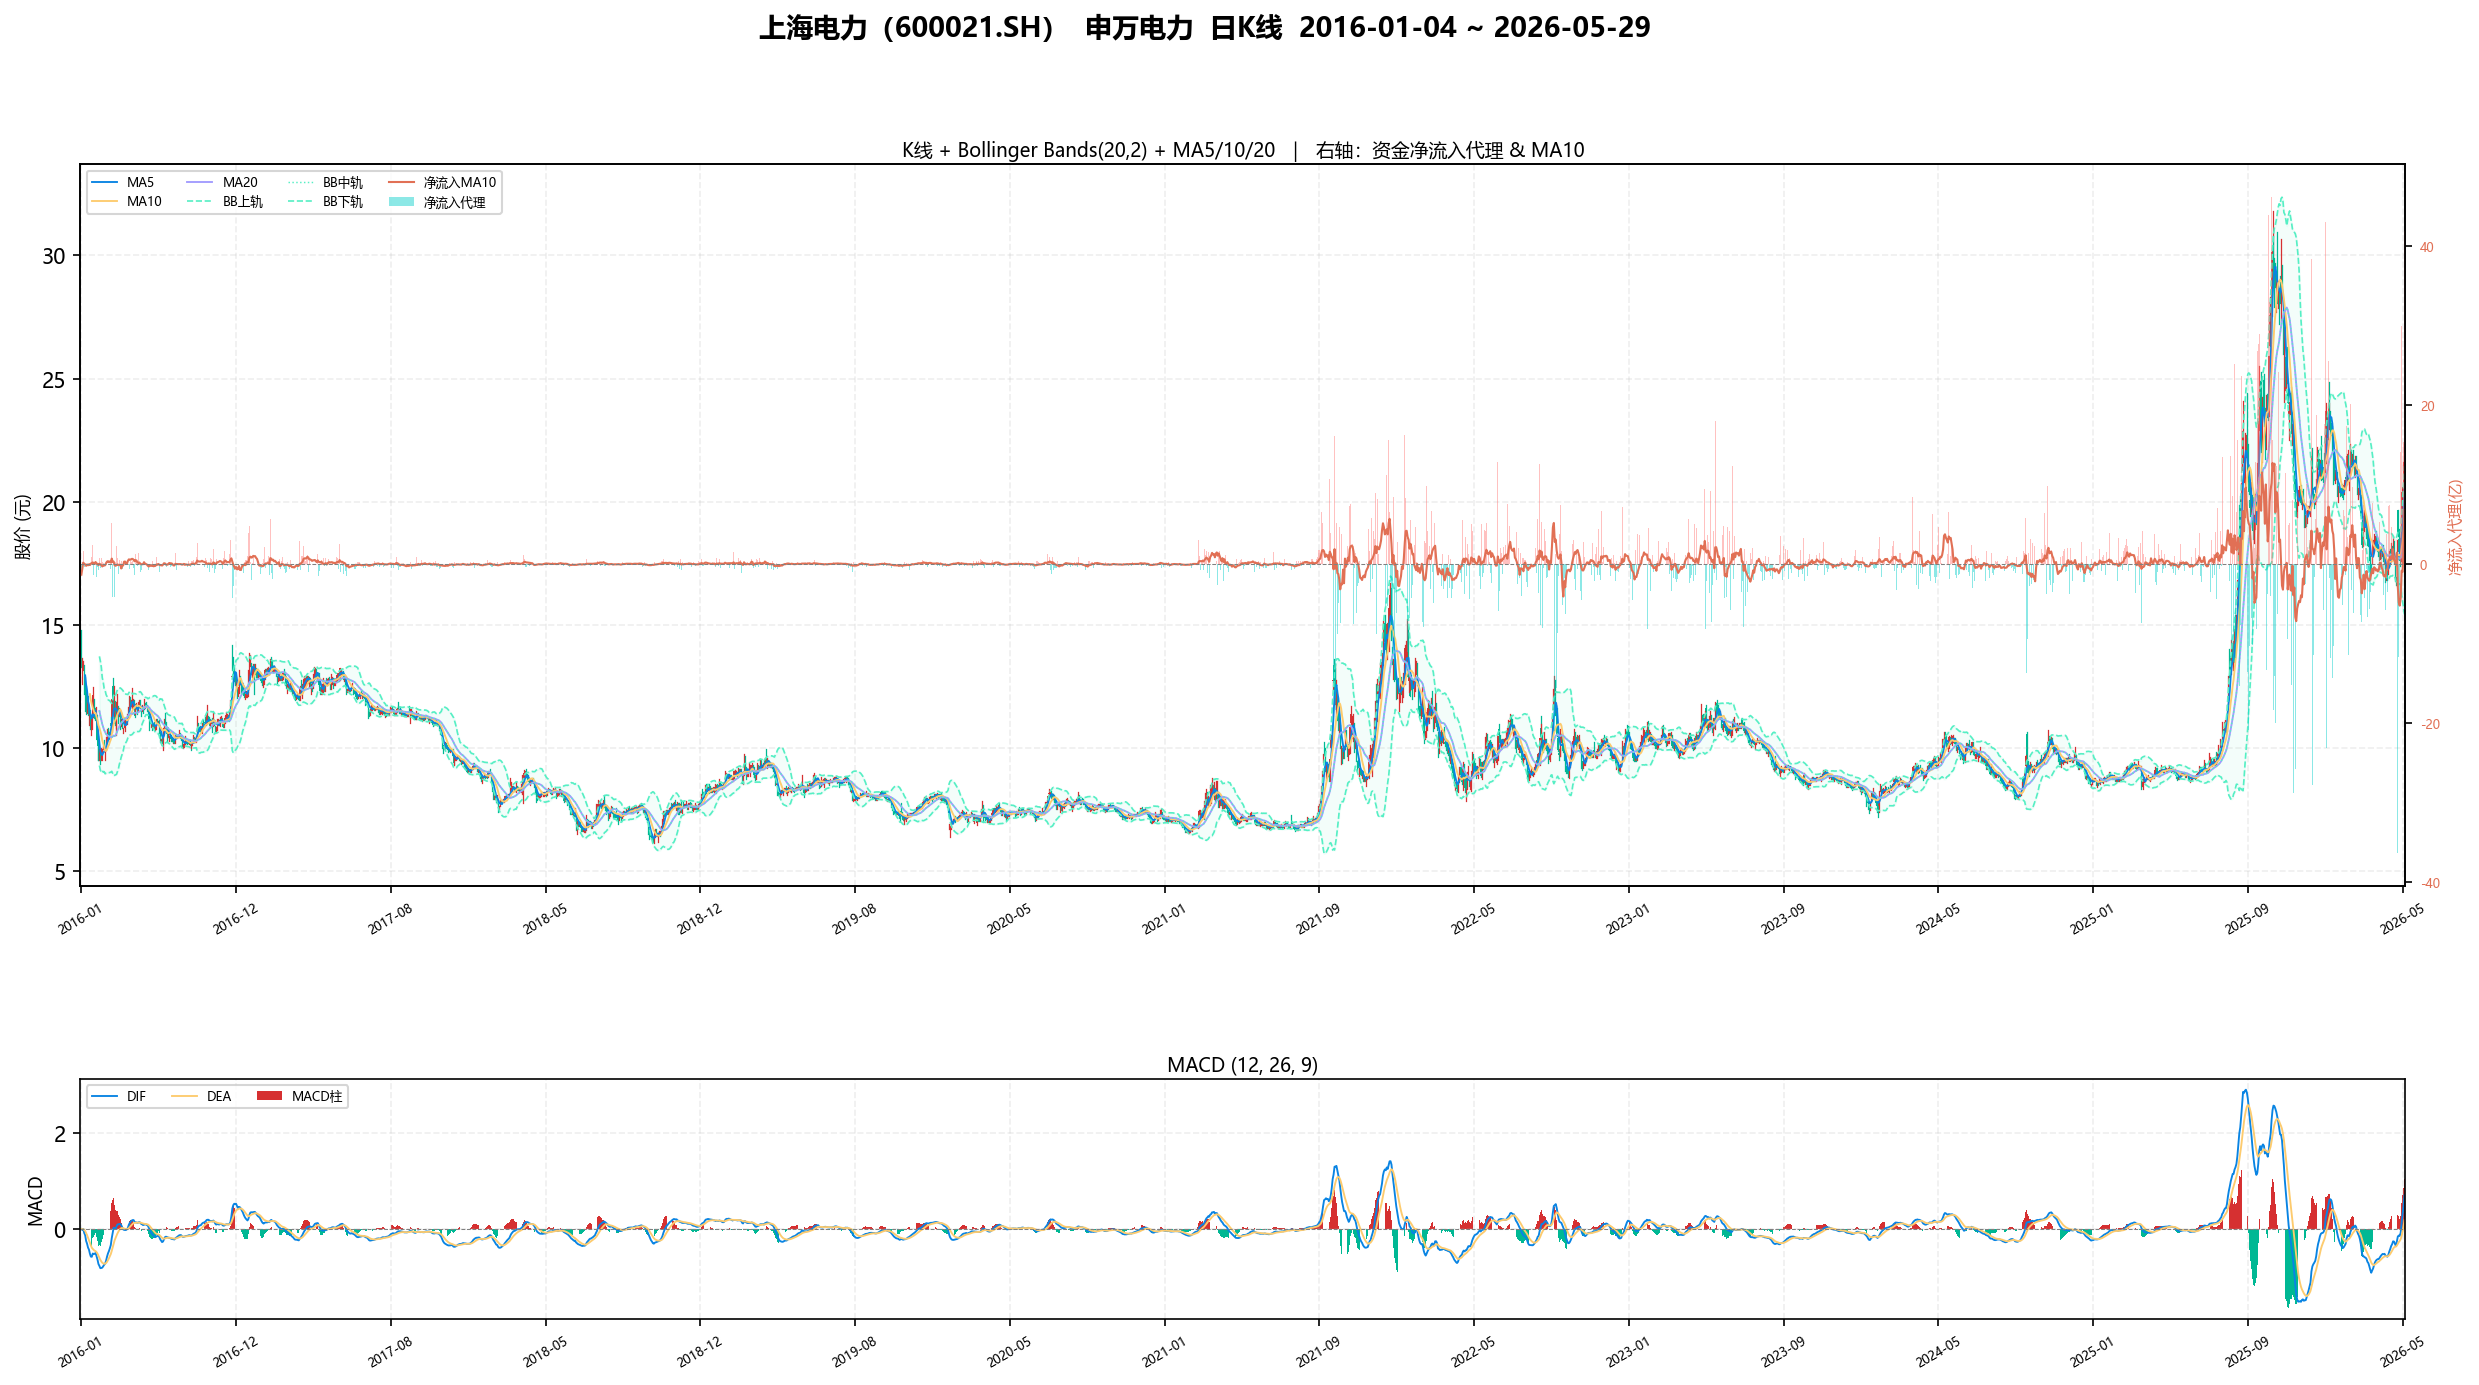 上海电力（600021.SH） 申万电力 日K线 2016-01-04 ~ 2026-05-29
K线 + Bollinger Bands(20,2) + MA5/10/20 | 右轴：资金净流入代理 & MA10
MA5 MA20 BB中轨 净流入MA10
MA10 BB上轨 BB下轨 净流入代理
股价 (元)
30
25
20
15
10
5
40
20
0
-20
-40
净流入代理(亿)
2016-01 2016-12 2017-08 2018-05 2018-12 2019-08 2020-05 2021-01 2021-09 2022-05 2023-01 2023-09 2024-05 2025-01 2025-09 2026-05
MACD (12, 26, 9)
DIF DEA MACD柱
MACD
2
0
2016-01 2016-12 2017-08 2018-05 2018-12 2019-08 2020-05 2021-01 2021-09 2022-05 2023-01 2023-09 2024-05 2025-01 2025-09 2026-05